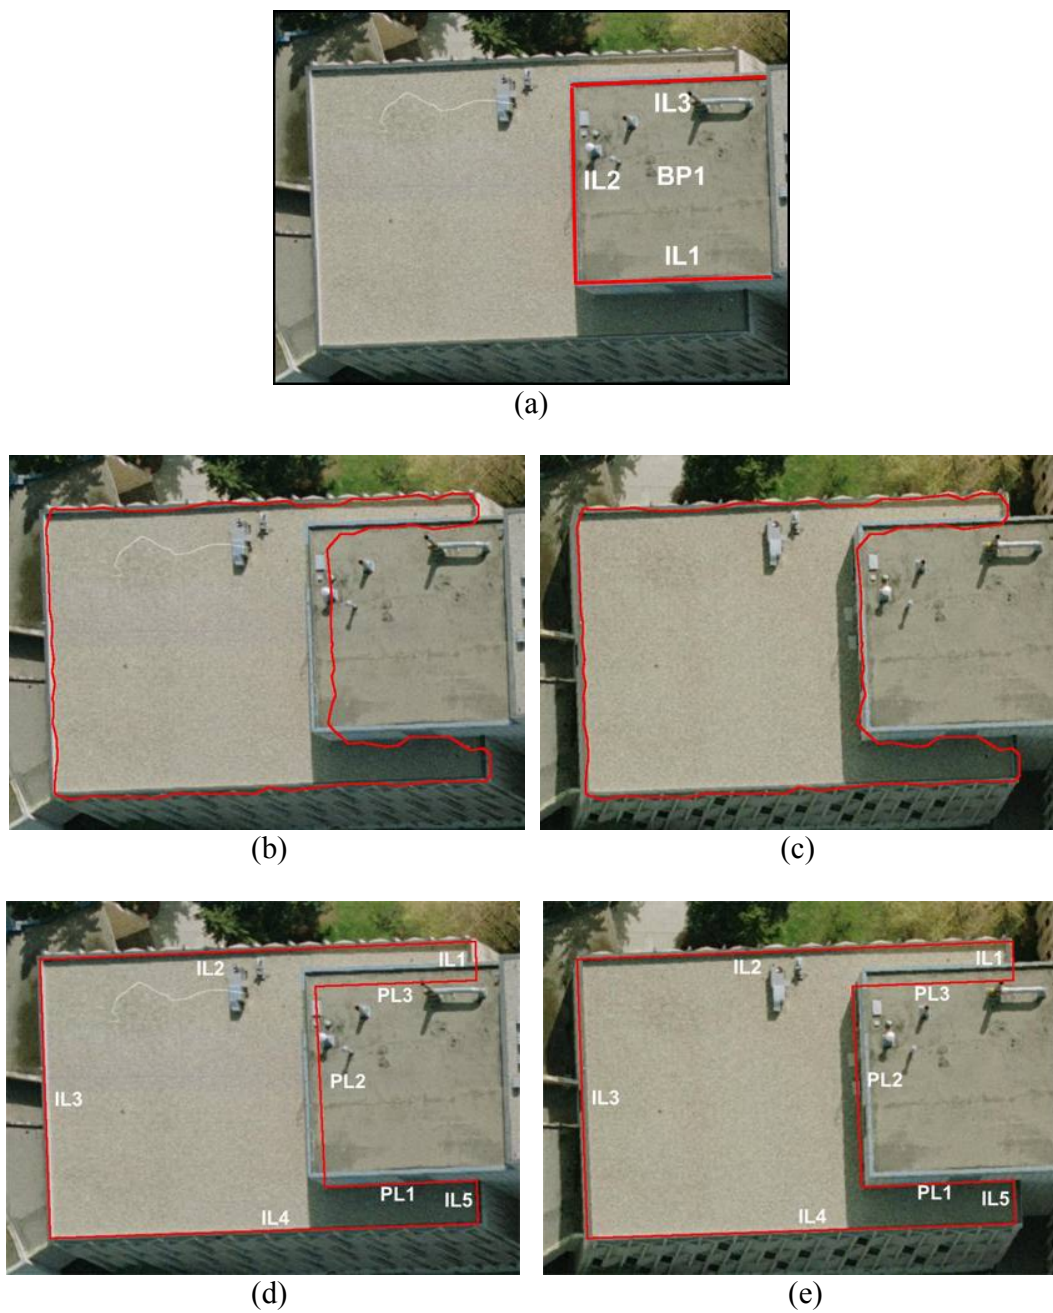 IL3
IL2 BP1
IL1
(a)
(b) (c)
IL2 IL1 IL2 IL1
PL3 PL3
PL2 PL2
IL3 IL3
PL1 IL5 PL1 IL5
IL4 IL4
(d) (e)